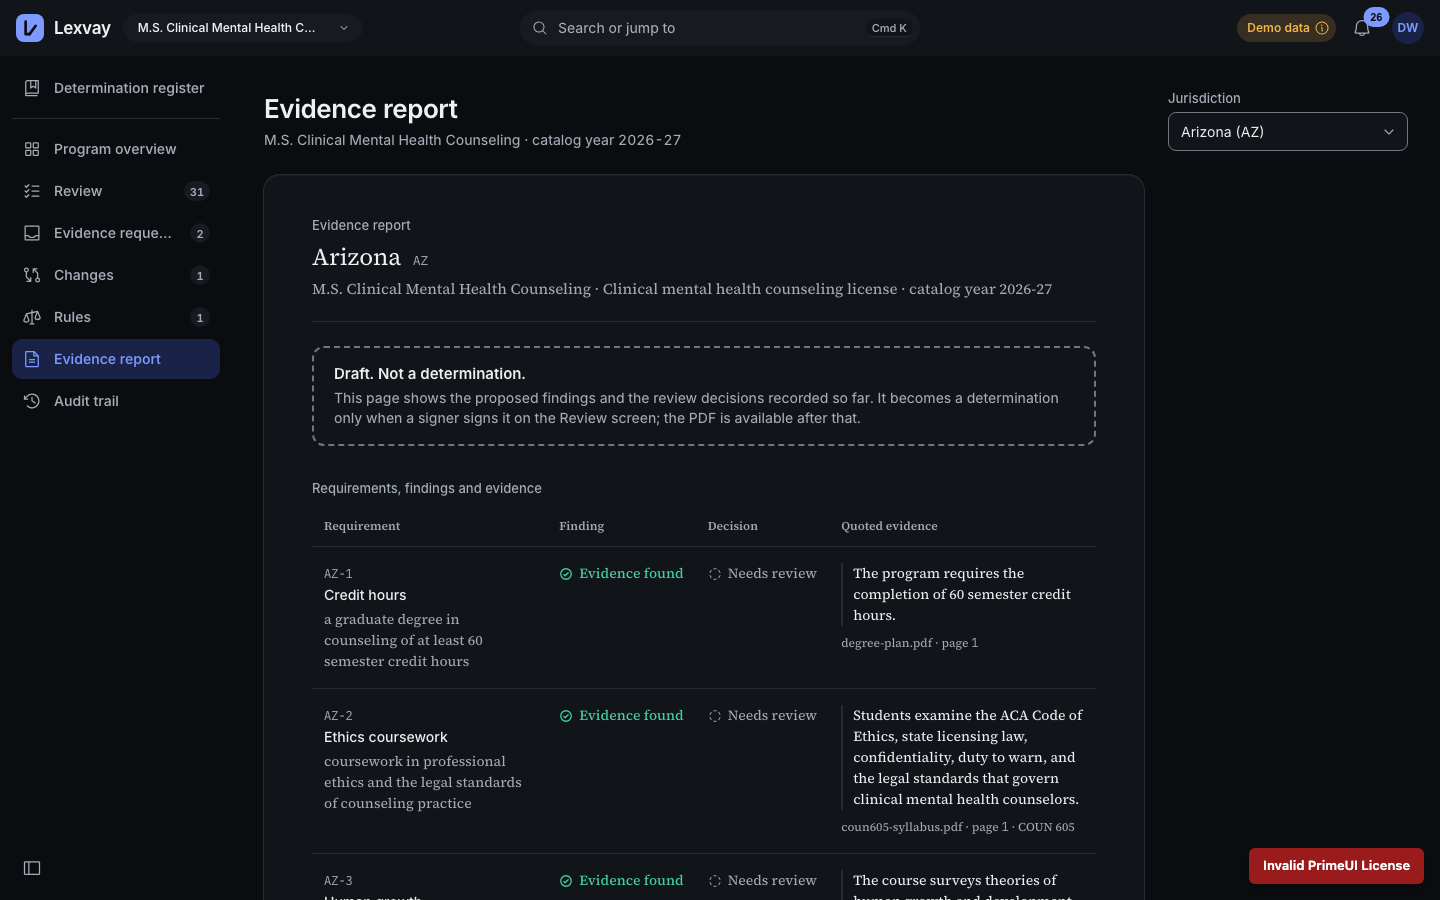 Lexvay
M.S. Clinical Mental Health C...
Search or jump to
Cmd K
Demo data
26
DW
Determination register
Program overview
Review
31
Evidence reque...
2
Changes
1
Rules
1
Evidence report
Audit trail
Evidence report
M.S. Clinical Mental Health Counseling · catalog year 2026-27
Jurisdiction
Arizona (AZ)
Evidence report
Arizona AZ
M.S. Clinical Mental Health Counseling · Clinical mental health counseling license · catalog year 2026-27
Draft. Not a determination.
This page shows the proposed findings and the review decisions recorded so far. It becomes a determination
only when a signer signs it on the Review screen; the PDF is available after that.
Requirements, findings and evidence
Requirement
Finding
Decision
Quoted evidence
AZ-1
Credit hours
a graduate degree in
counseling of at least 60
semester credit hours
Evidence found
Needs review
The program requires the
completion of 60 semester credit
hours.
degree-plan.pdf · page 1
AZ-2
Ethics coursework
coursework in professional
ethics and the legal standards
of counseling practice
Evidence found
Needs review
Students examine the ACA Code of
Ethics, state licensing law,
confidentiality, duty to warn, and
the legal standards that govern
clinical mental health counselors.
coun605-syllabus.pdf · page 1 · COUN 605
AZ-3
Human growth
Evidence found
Needs review
The course surveys theories of
human growth and development
Invalid PrimeUI License